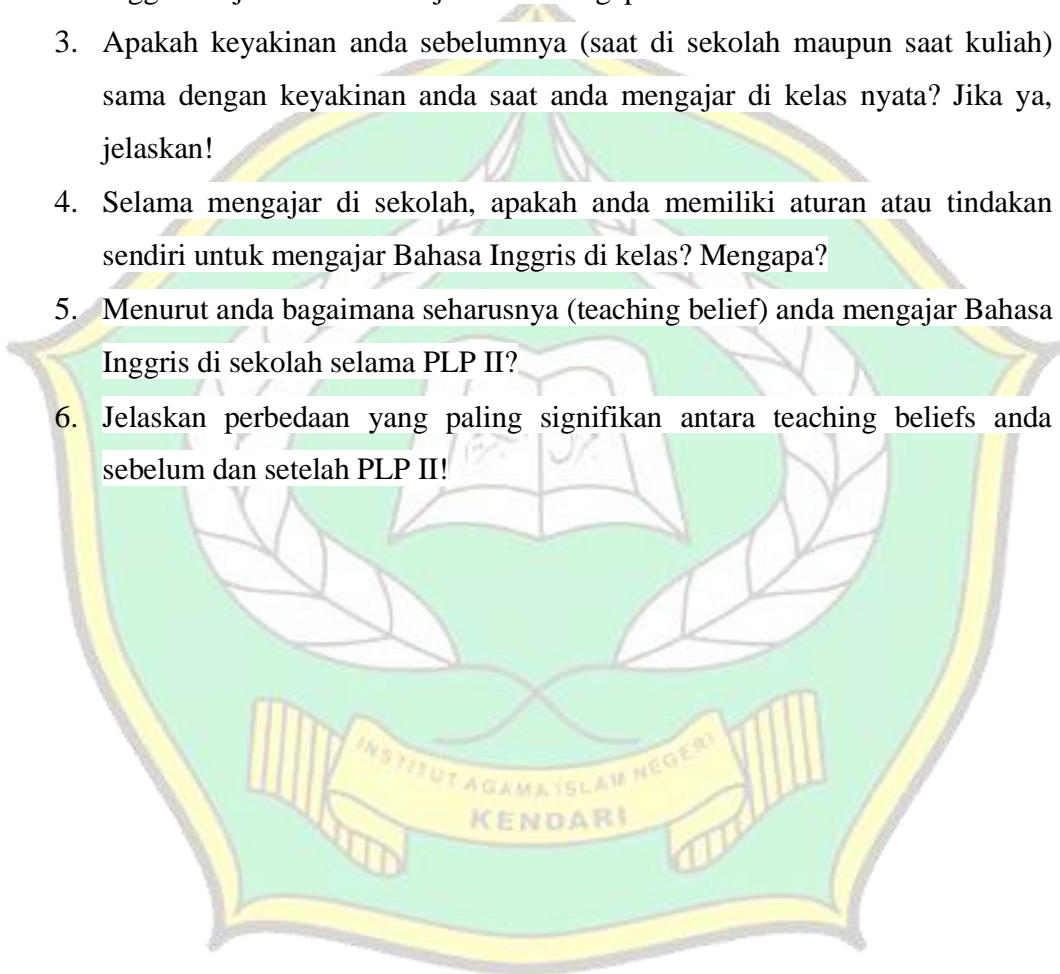 3. Apakah keyakinan anda sebelumnya (saat di sekolah maupun saat kuliah)
sama dengan keyakinan anda saat anda mengajar di kelas nyata? Jika ya,
jelaskan!
4. Selama mengajar di sekolah, apakah anda memiliki aturan atau tindakan
sendiri untuk mengajar Bahasa Inggris di kelas? Mengapa?
5. Menurut anda bagaimana seharusnya (teaching belief) anda mengajar Bahasa
Inggris di sekolah selama PLP II?
6. Jelaskan perbedaan yang paling signifikan antara teaching beliefs anda
sebelum dan setelah PLP II!
INSTITUT AGAMA ISLAM NEGERI
KENDARI